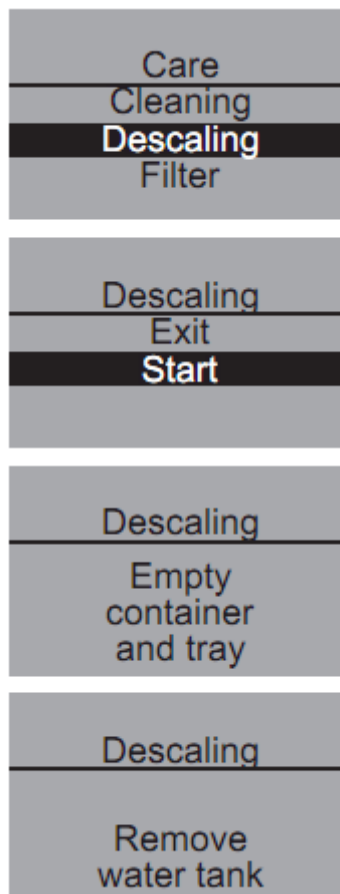 Care
Cleaning
Descaling
Filter
Descaling
Exit
Start
Descaling
Empty
container
and tray
Descaling
Remove
water tank